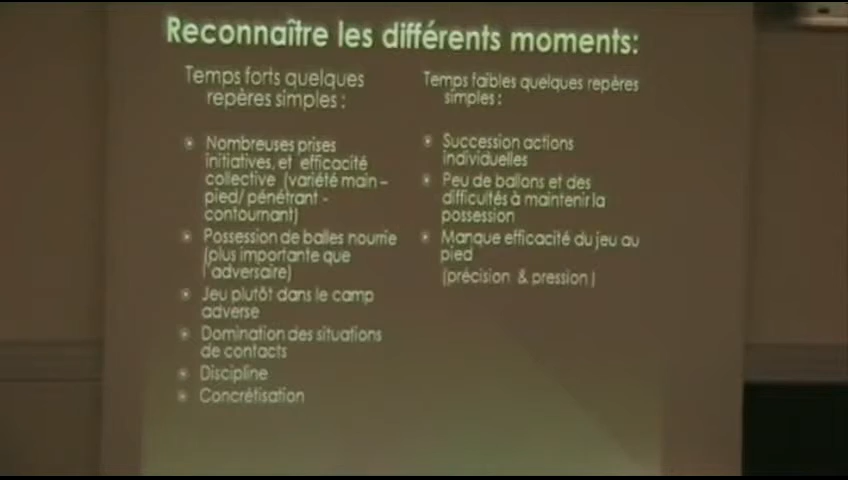 Reconnaître les différents moments:
Temps forts quelques
repères simples :
Nombreuses prises
initiatives, et efficacité
collective (variété main –
pied/ pénétrant -
contournant)
Possession de balles nourrie
(plus importante que
l'adversaire)
Jeu plutôt dans le camp
adverse
Domination des situations
de contacts
Discipline
Concrétisation
Temps faibles quelques repères
simples :
Succession actions
individuelles
Peu de ballons et des
difficultés à maintenir la
possession
Manque efficacité du jeu au
pied
(précision & pression )